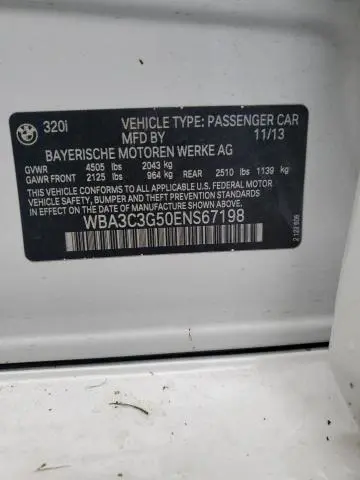 320i VEHICLE TYPE: PASSENGER CAR
MFD BY 11/13
BAYERISCHE MOTOREN WERKE AG
GVWR 4505 lbs 2043 kg
GAWR FRONT 2125 lbs 964 kg REAR 2510 lbs 1139 kg
THIS VEHICLE CONFORMS TO ALL APPLICABLE U.S. FEDERAL MOTOR
VEHICLE SAFETY, BUMPER, AND THEFT PREVENTION STANDARDS
IN EFFECT ON THE DATE OF MANUFACTURE SHOWN ABOVE.
WBA3C3G50ENS67198